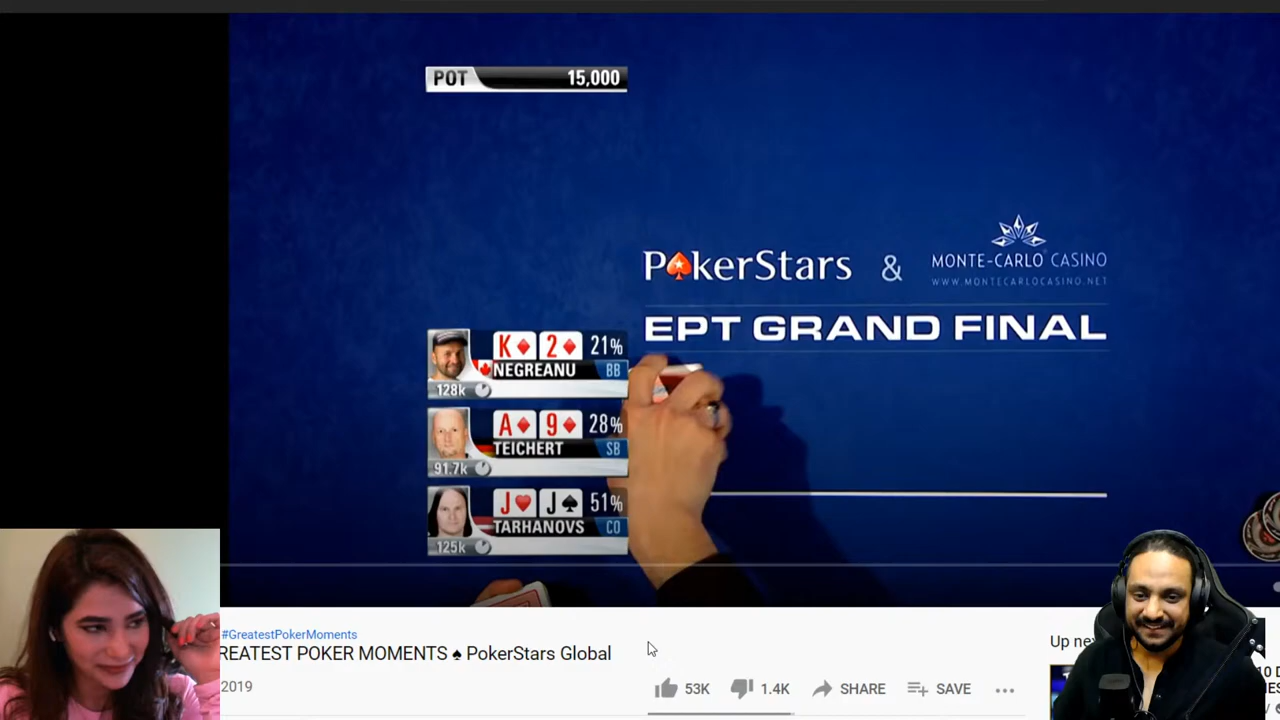 POT 15,000
PokerStars & MONTE-CARLO CASINO
WWW.MONTECARLOCASINO.NET
EPT GRAND FINAL
K♦ 2♦ 21%
NEGREANU BB
128k
A♦ 9♦ 28%
TEICHERT SB
91.7k
J♥ J♠ 51%
TARHANOVS CO
125k
#GreatestPokerMoments
REATEST POKER MOMENTS ♠ PokerStars Global
2019
53K 1.4K SHARE SAVE